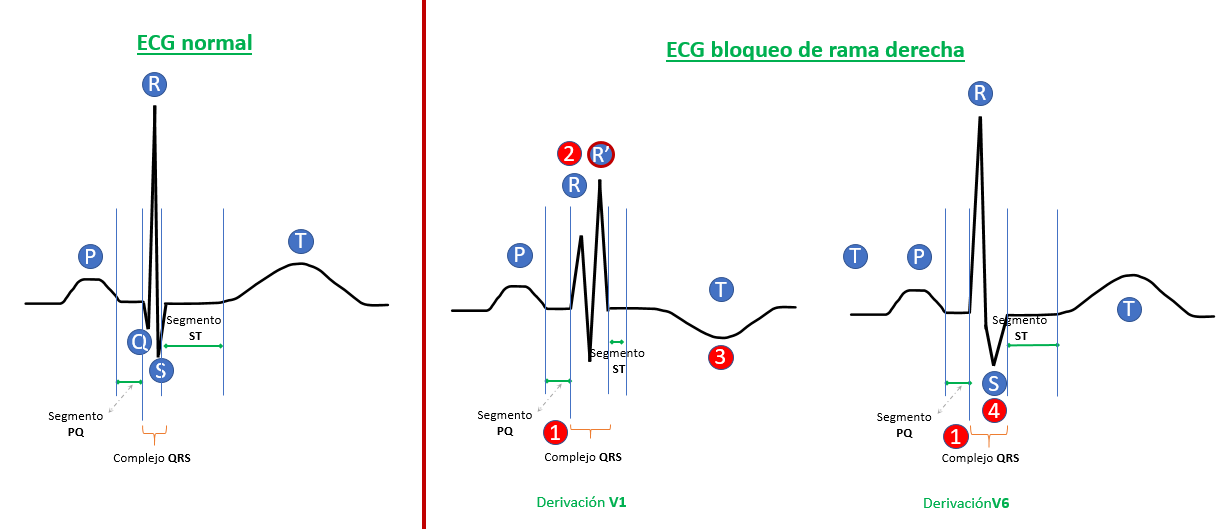 ECG normal
R
P
T
Q
S
Segmento
ST
Segmento
PQ
Complejo QRS
ECG bloqueo de rama derecha
2
R’
R
P
T
3
Segmento
ST
Segmento
PQ
1
Complejo QRS
Derivación V1
R
T
P
T
Segmento
ST
S
4
Segmento
PQ
1
Complejo QRS
DerivaciónV6